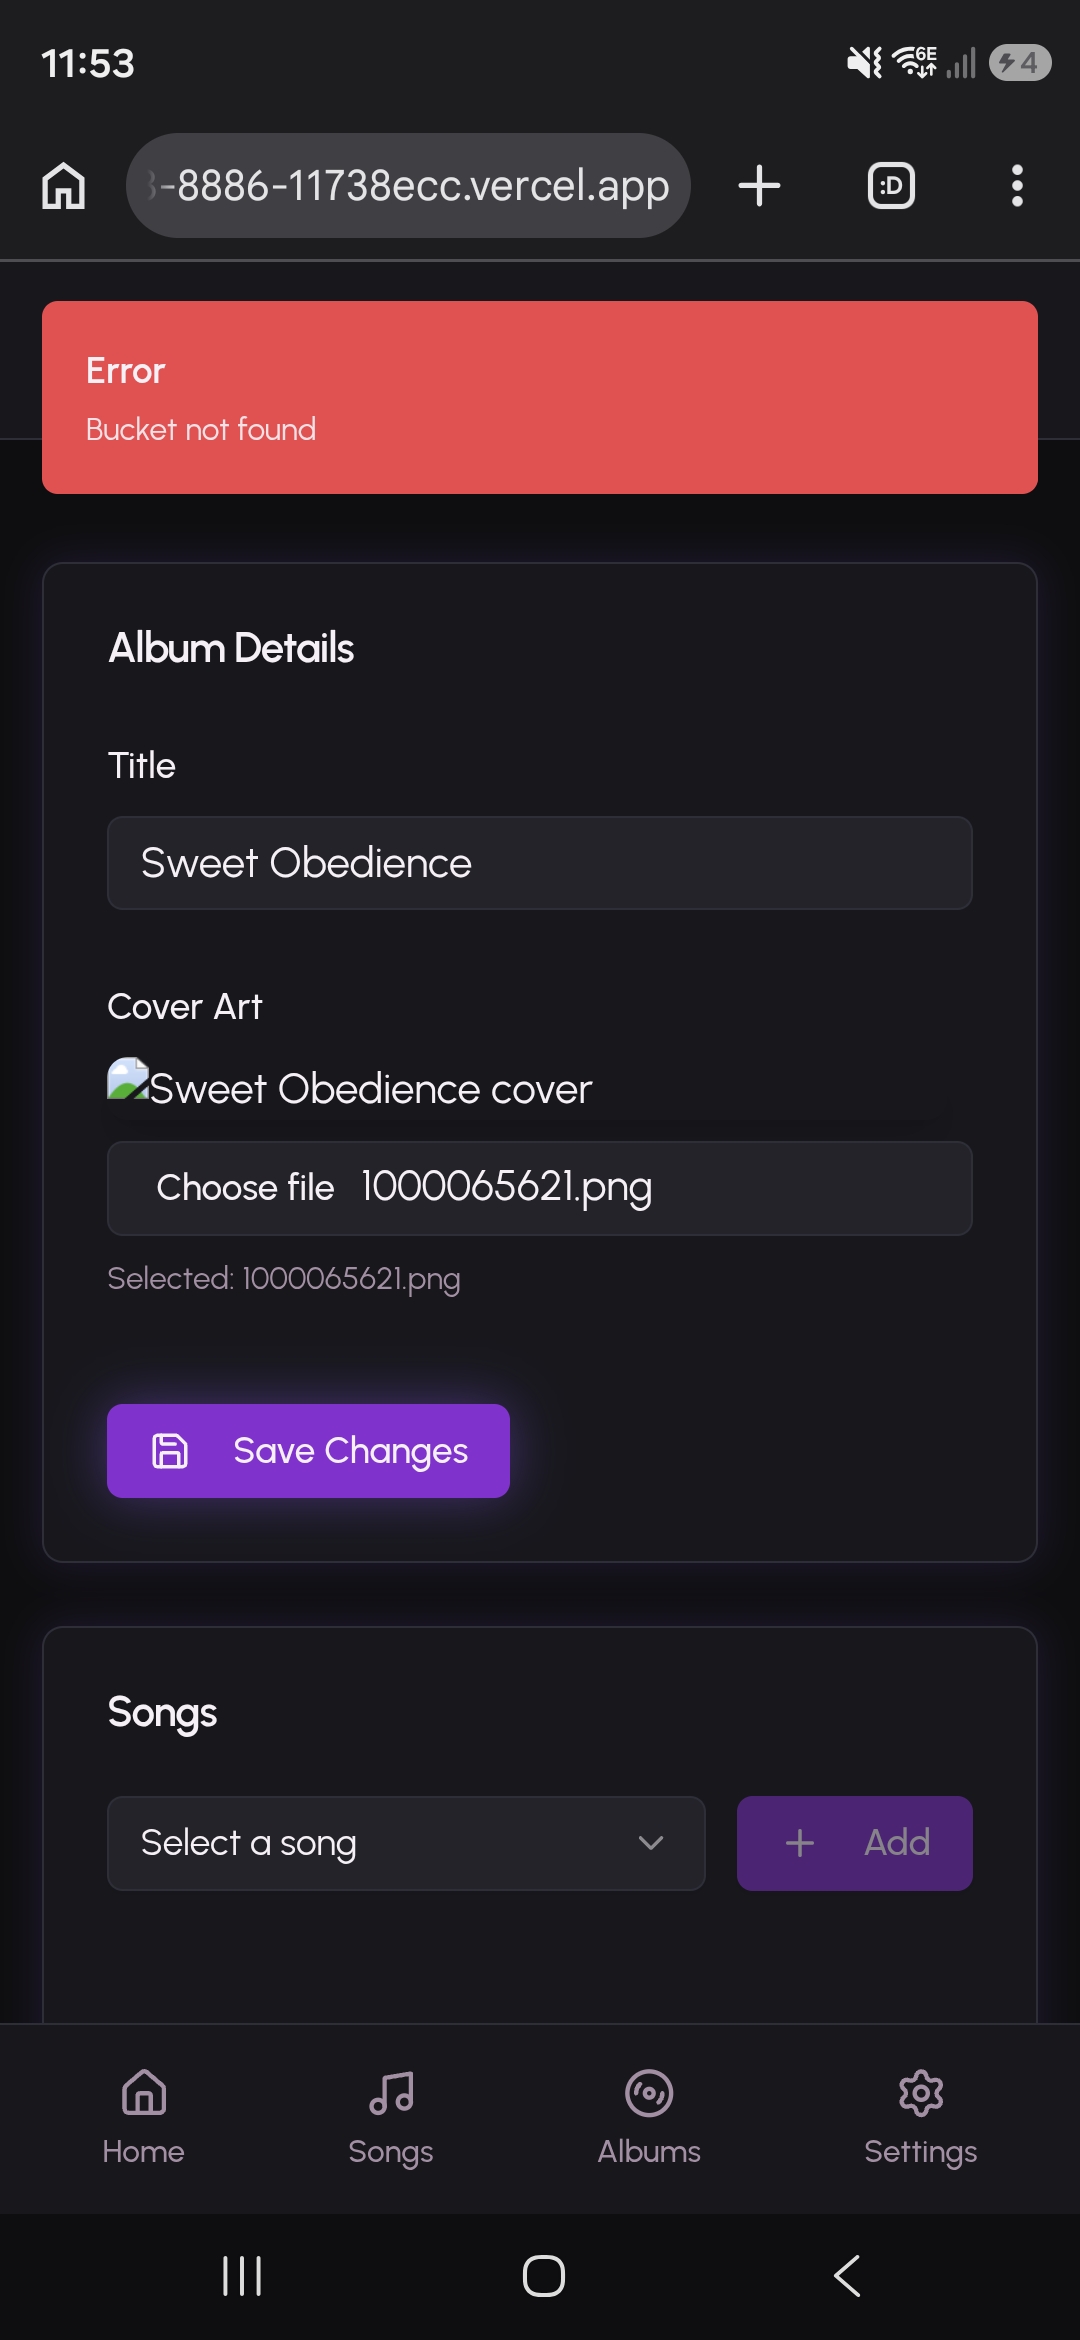 11:53
6E
4
-8886-11738ecc.vercel.app
:D
Error
Bucket not found
Album Details
Title
Sweet Obedience
Cover Art
Sweet Obedience cover
Choose file 1000065621.png
Selected: 1000065621.png
Save Changes
Songs
Select a song
Add
Home
Songs
Albums
Settings